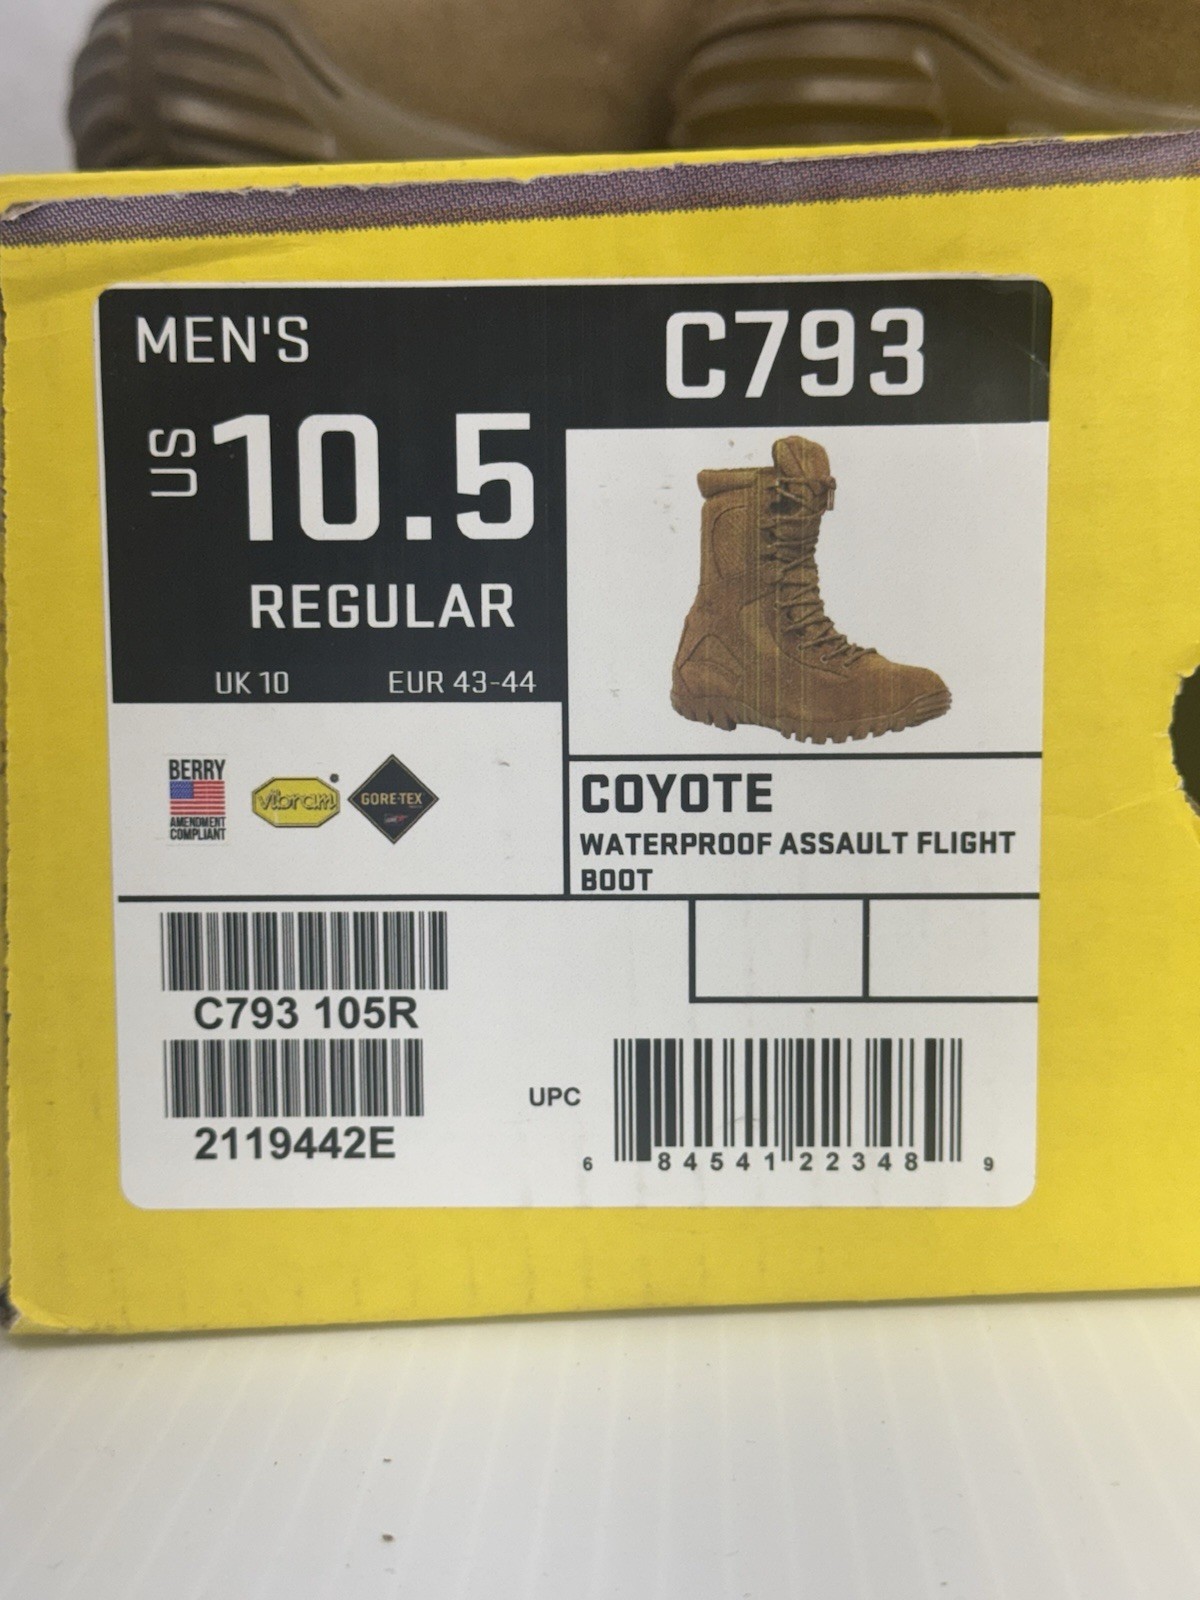 MEN'S
C793
US 10.5
REGULAR
UK 10 EUR 43-44
BERRY
AMENDMENT
COMPLIANT
vibram
GORE-TEX
COYOTE
WATERPROOF ASSAULT FLIGHT
BOOT
C793 105R
2119442E
UPC
6 84541 22348 9